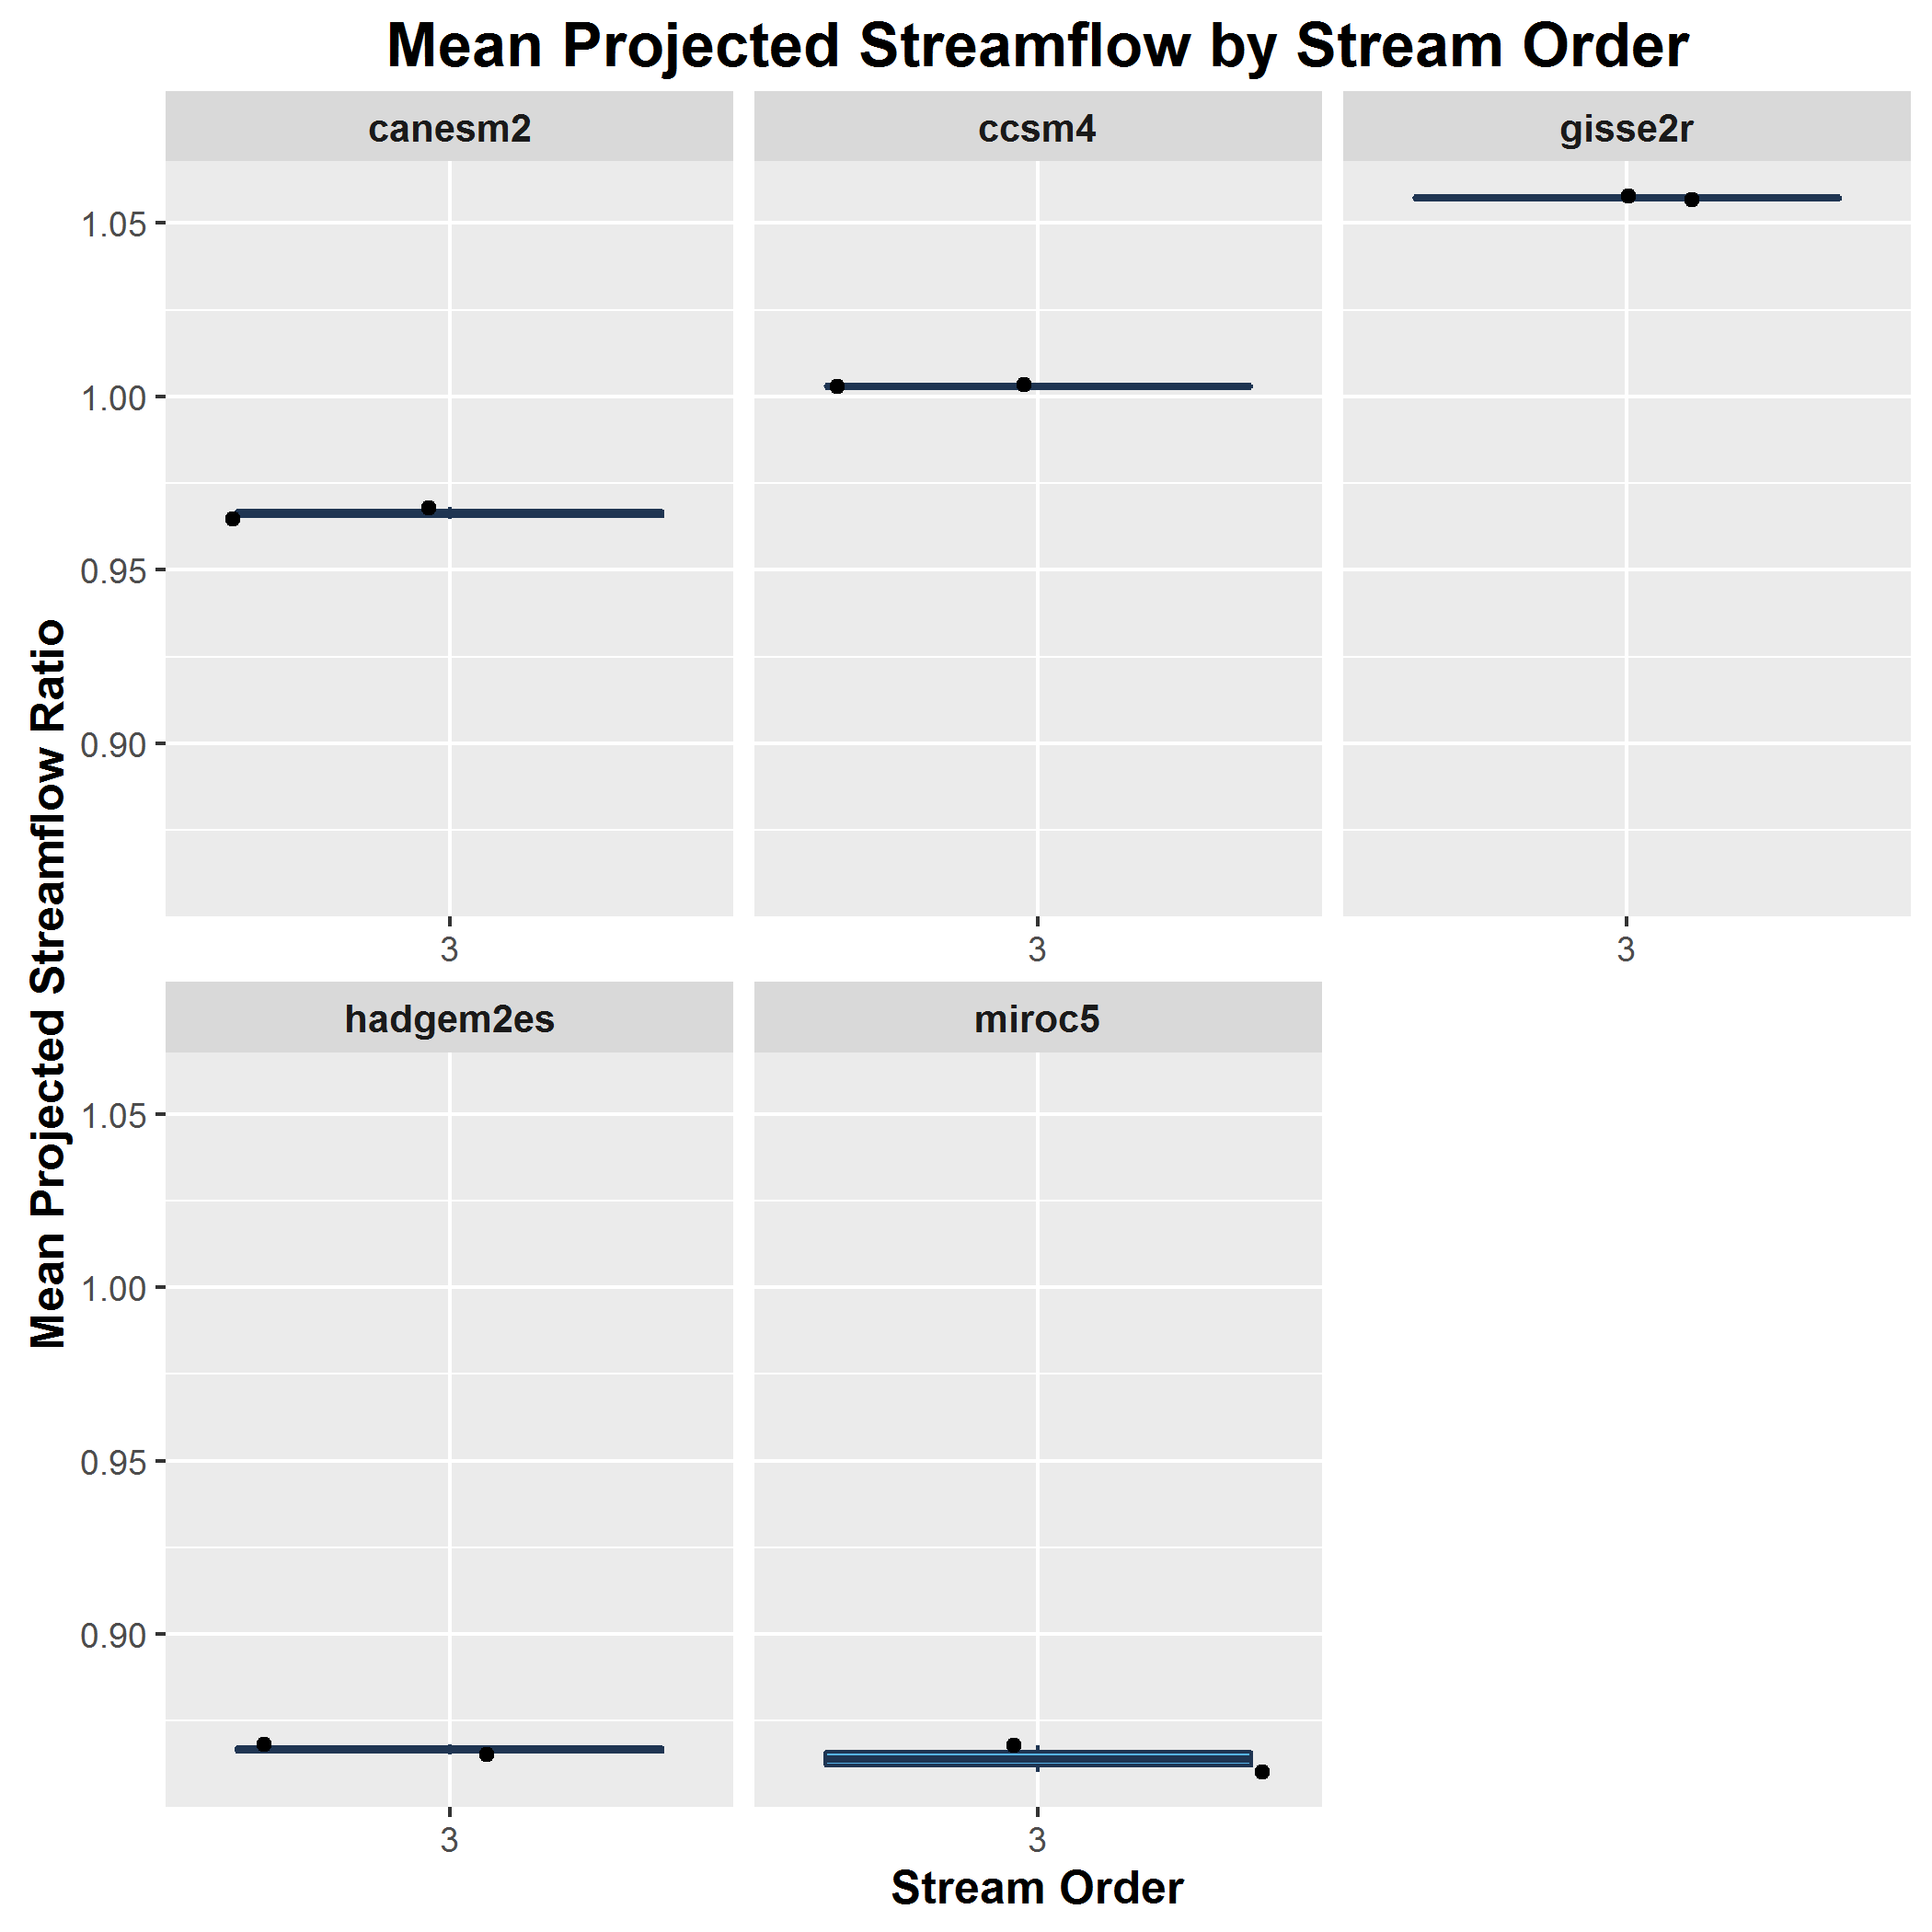 Mean Projected Streamflow by Stream Order
canesm2
ccsm4
gisse2r
1.05
1.00
0.95
0.90
3
3
3
Mean Projected Streamflow Ratio
hadgem2es
miroc5
1.05
1.00
0.95
0.90
3
3
Stream Order